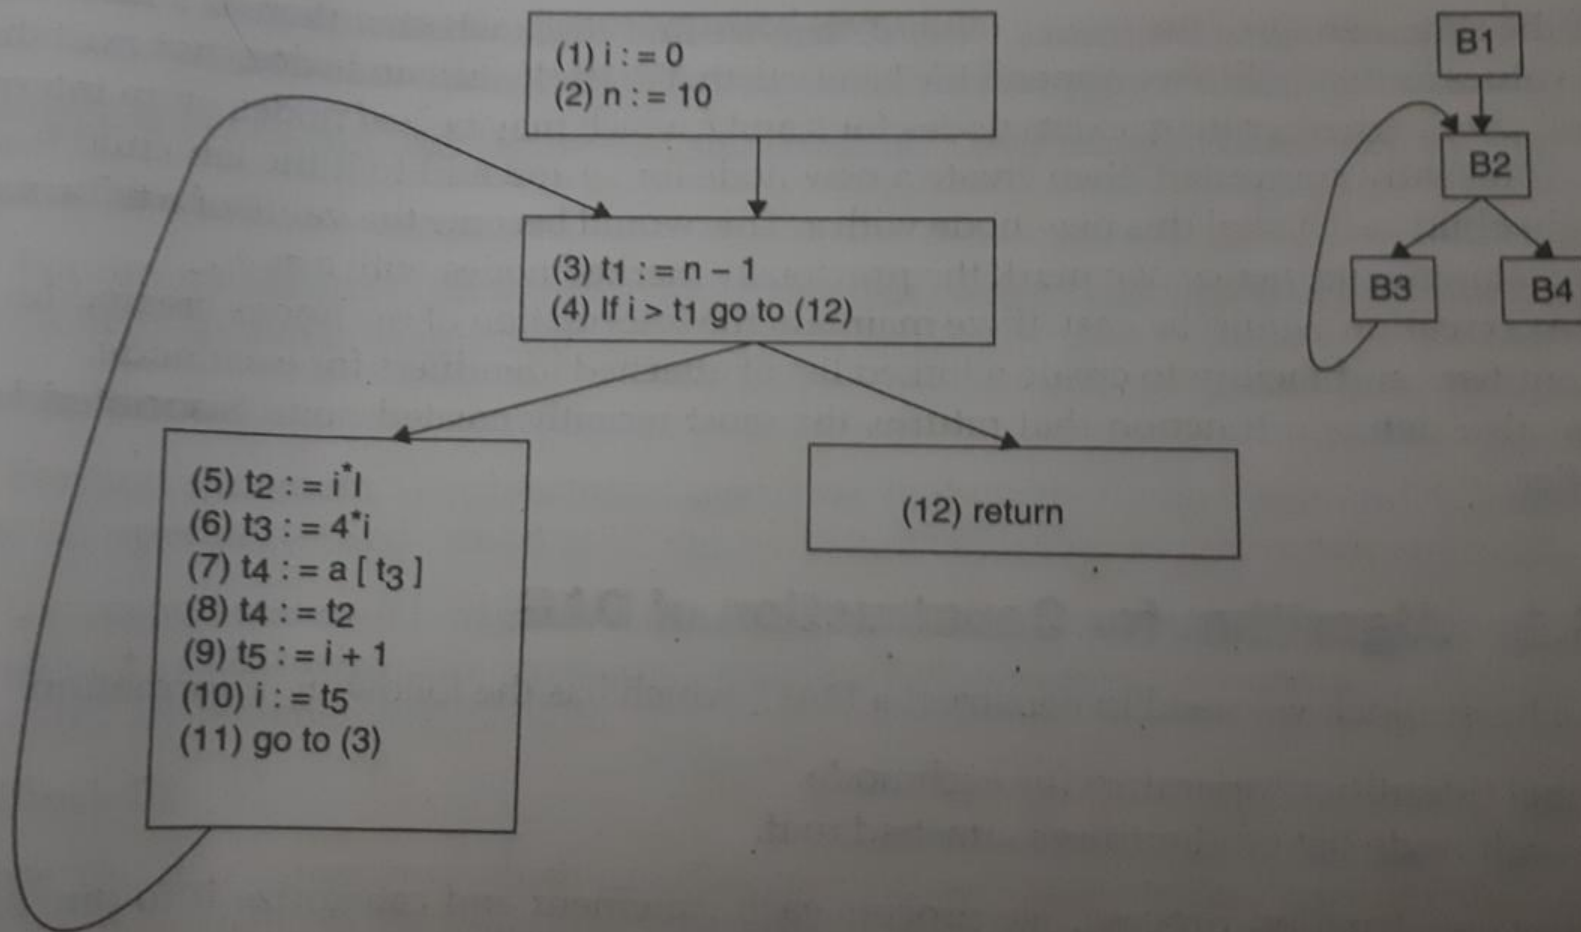 (1) i : = 0
(2) n : = 10
(3) t1 : = n – 1
(4) If i > t1 go to (12)
(5) t2 : = i*I
(6) t3 : = 4*i
(7) t4 : = a [ t3 ]
(8) t4 : = t2
(9) t5 : = i + 1
(10) i : = t5
(11) go to (3)
(12) return
B1
B2
B3
B4